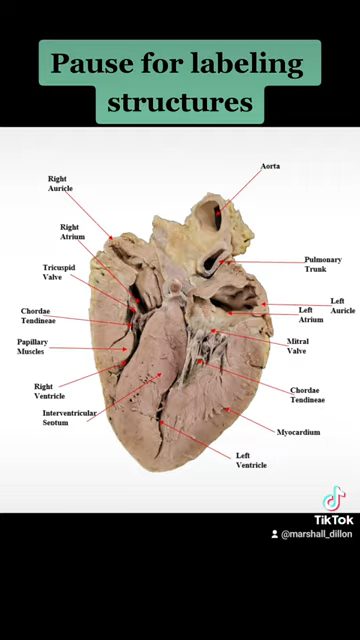 Pause for labeling
structures
Aorta
Right
Auricle
Right
Atrium
Pulmonary
Trunk
Tricuspid
Valve
Left
Auricle
Left
Atrium
Chordae
Tendineae
Papillary
Muscles
Mitral
Valve
Right
Ventricle
Chordae
Tendineae
Interventricular
Septum
Myocardium
Left
Ventricle
TikTok
@marshall_dillon